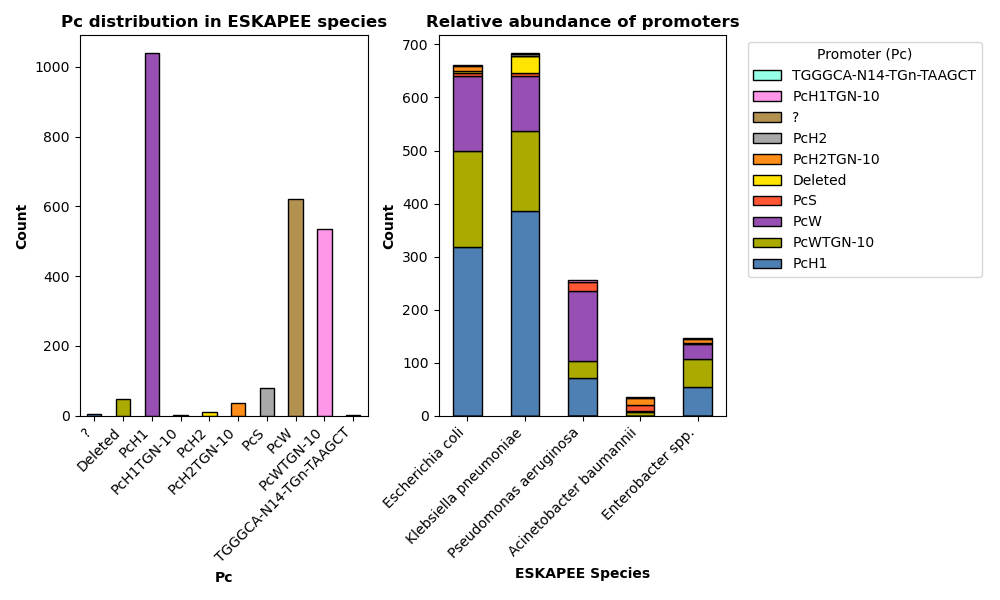 Pc distribution in ESKAPEE species
Count
1000
800
600
400
200
0
?
Deleted
PcH1
PcH1TGN-10
PcH2
PcH2TGN-10
PcS
PcW
PcWTGN-10
TGGGCA-N14-TGn-TAAGCT
Pc
Relative abundance of promoters
Count
700
600
500
400
300
200
100
0
Escherichia coli
Klebsiella pneumoniae
Pseudomonas aeruginosa
Acinetobacter baumannii
Enterobacter spp.
ESKAPEE Species
Promoter (Pc)
TGGGCA-N14-TGn-TAAGCT
PcH1TGN-10
?
PcH2
PcH2TGN-10
Deleted
PcS
PcW
PcWTGN-10
PcH1